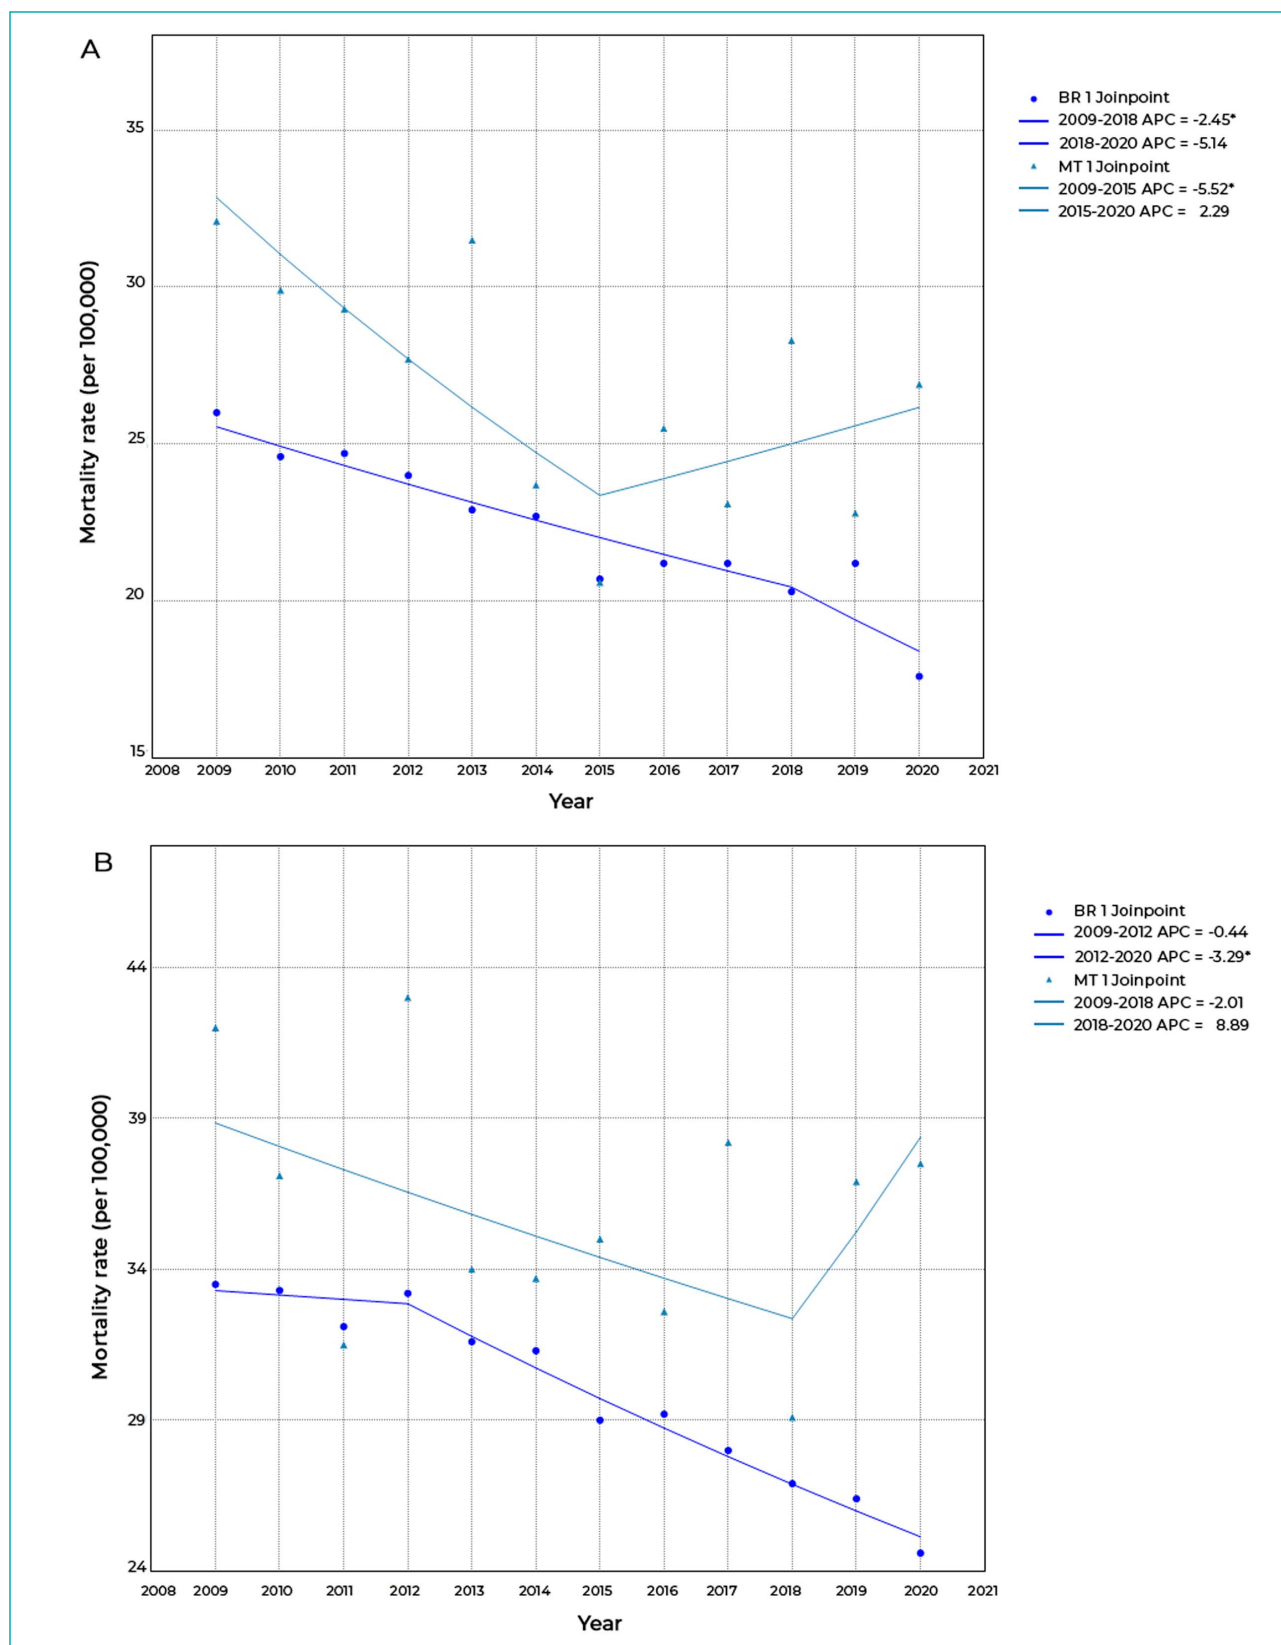 A
35
30
25
20
15
Mortality rate (per 100,000)
2008 2009 2010 2011 2012 2013 2014 2015 2016 2017 2018 2019 2020 2021
Year
BR 1 Joinpoint
2009-2018 APC = -2.45*
2018-2020 APC = -5.14
MT 1 Joinpoint
2009-2015 APC = -5.52*
2015-2020 APC = 2.29
B
44
39
34
29
24
Mortality rate (per 100,000)
2008 2009 2010 2011 2012 2013 2014 2015 2016 2017 2018 2019 2020 2021
Year
BR 1 Joinpoint
2009-2012 APC = -0.44
2012-2020 APC = -3.29*
MT 1 Joinpoint
2009-2018 APC = -2.01
2018-2020 APC = 8.89